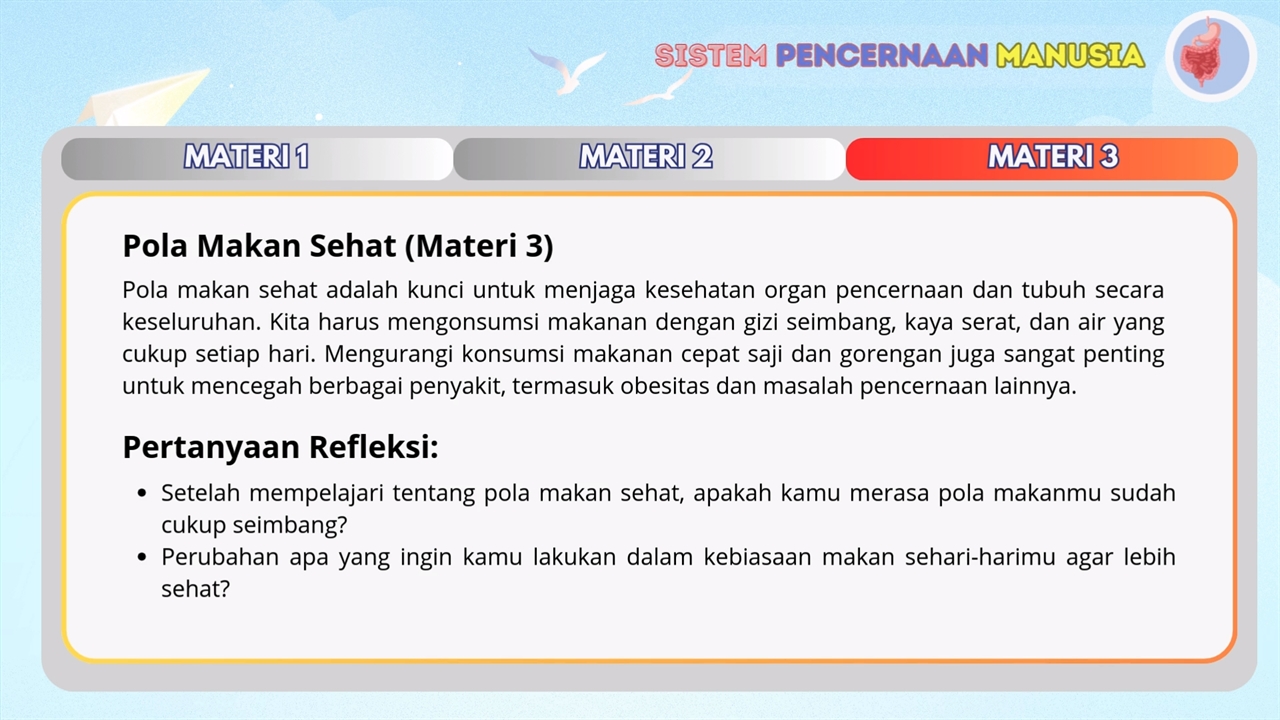 SISTEM PENCERNAAN MANUSIA
MATERI 1
MATERI 2
MATERI 3
Pola Makan Sehat (Materi 3)
Pola makan sehat adalah kunci untuk menjaga kesehatan organ pencernaan dan tubuh secara
keseluruhan. Kita harus mengonsumsi makanan dengan gizi seimbang, kaya serat, dan air yang
cukup setiap hari. Mengurangi konsumsi makanan cepat saji dan gorengan juga sangat penting
untuk mencegah berbagai penyakit, termasuk obesitas dan masalah pencernaan lainnya.
Pertanyaan Refleksi:
• Setelah mempelajari tentang pola makan sehat, apakah kamu merasa pola makanmu sudah
cukup seimbang?
• Perubahan apa yang ingin kamu lakukan dalam kebiasaan makan sehari-harimu agar lebih
sehat?